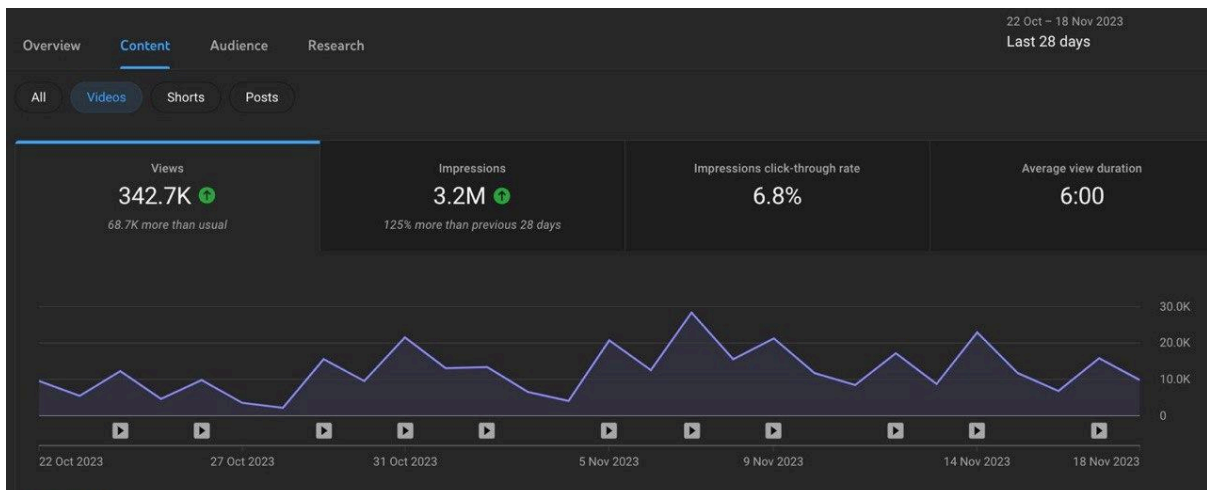 22 Oct – 18 Nov 2023
Last 28 days
Overview Content Audience Research
All Videos Shorts Posts
Views
342.7K
68.7K more than usual
Impressions
3.2M
125% more than previous 28 days
Impressions click-through rate
6.8%
Average view duration
6:00
30.0K
20.0K
10.0K
0
22 Oct 2023 27 Oct 2023 31 Oct 2023 5 Nov 2023 9 Nov 2023 14 Nov 2023 18 Nov 2023